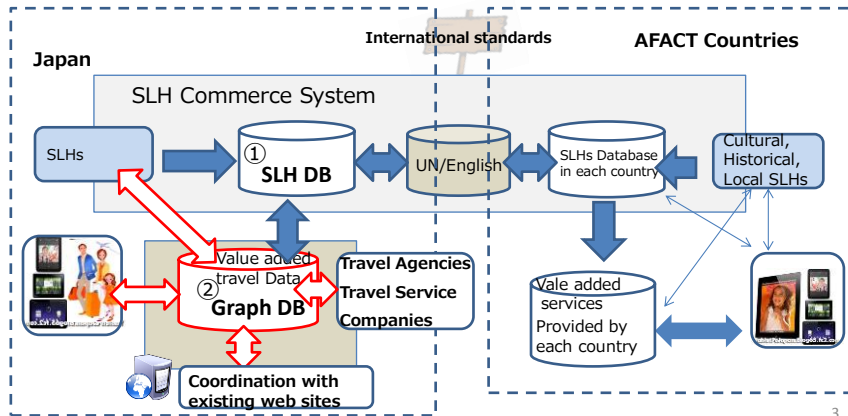 International standards
AFACT Countries
Japan
SLH Commerce System
SLHs
①
SLH DB
UN/English
SLHs Database
in each country
Cultural,
Historical,
Local SLHs
Value added
travel Data
②
Graph DB
Travel Agencies
Travel Service
Companies
Vale added
services
Provided by
each country
Coordination with
existing web sites
3